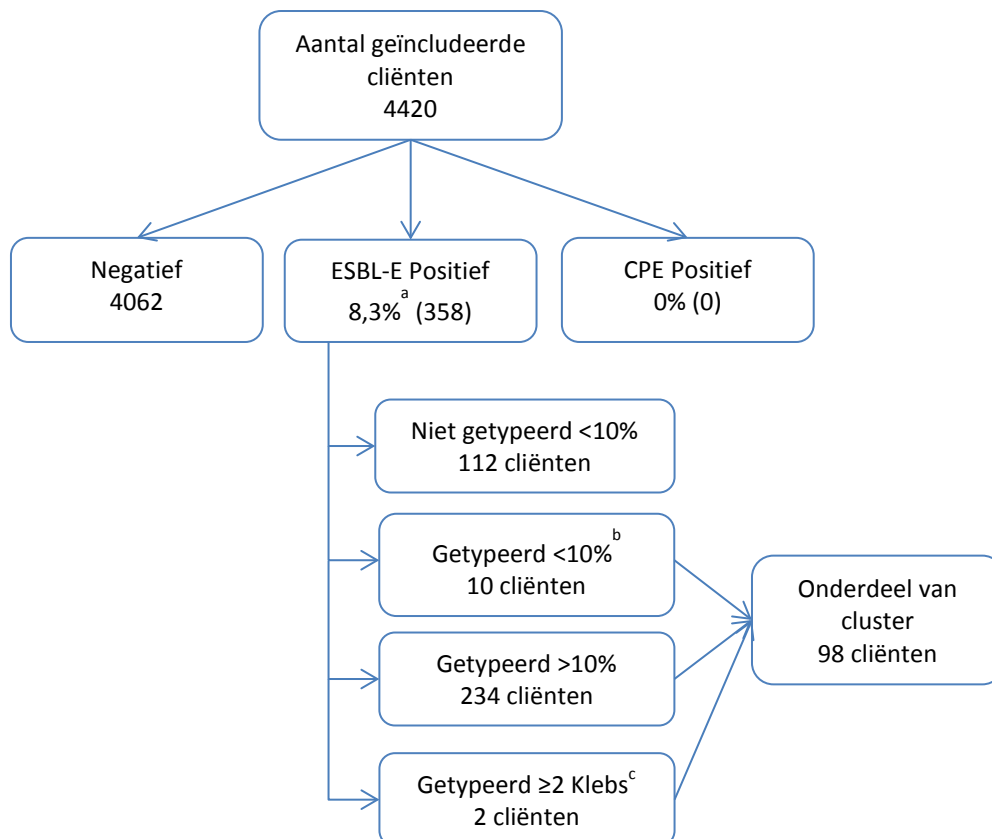 Aantal geïncludeerde
cliënten
4420
Negatief
4062
ESBL-E Positief
8,3%ᵃ (358)
CPE Positief
0% (0)
Niet getypeerd <10%
112 cliënten
Getypeerd <10%ᵇ
10 cliënten
Getypeerd >10%
234 cliënten
Getypeerd ≥2 Klebsᶜ
2 cliënten
Onderdeel van
cluster
98 cliënten